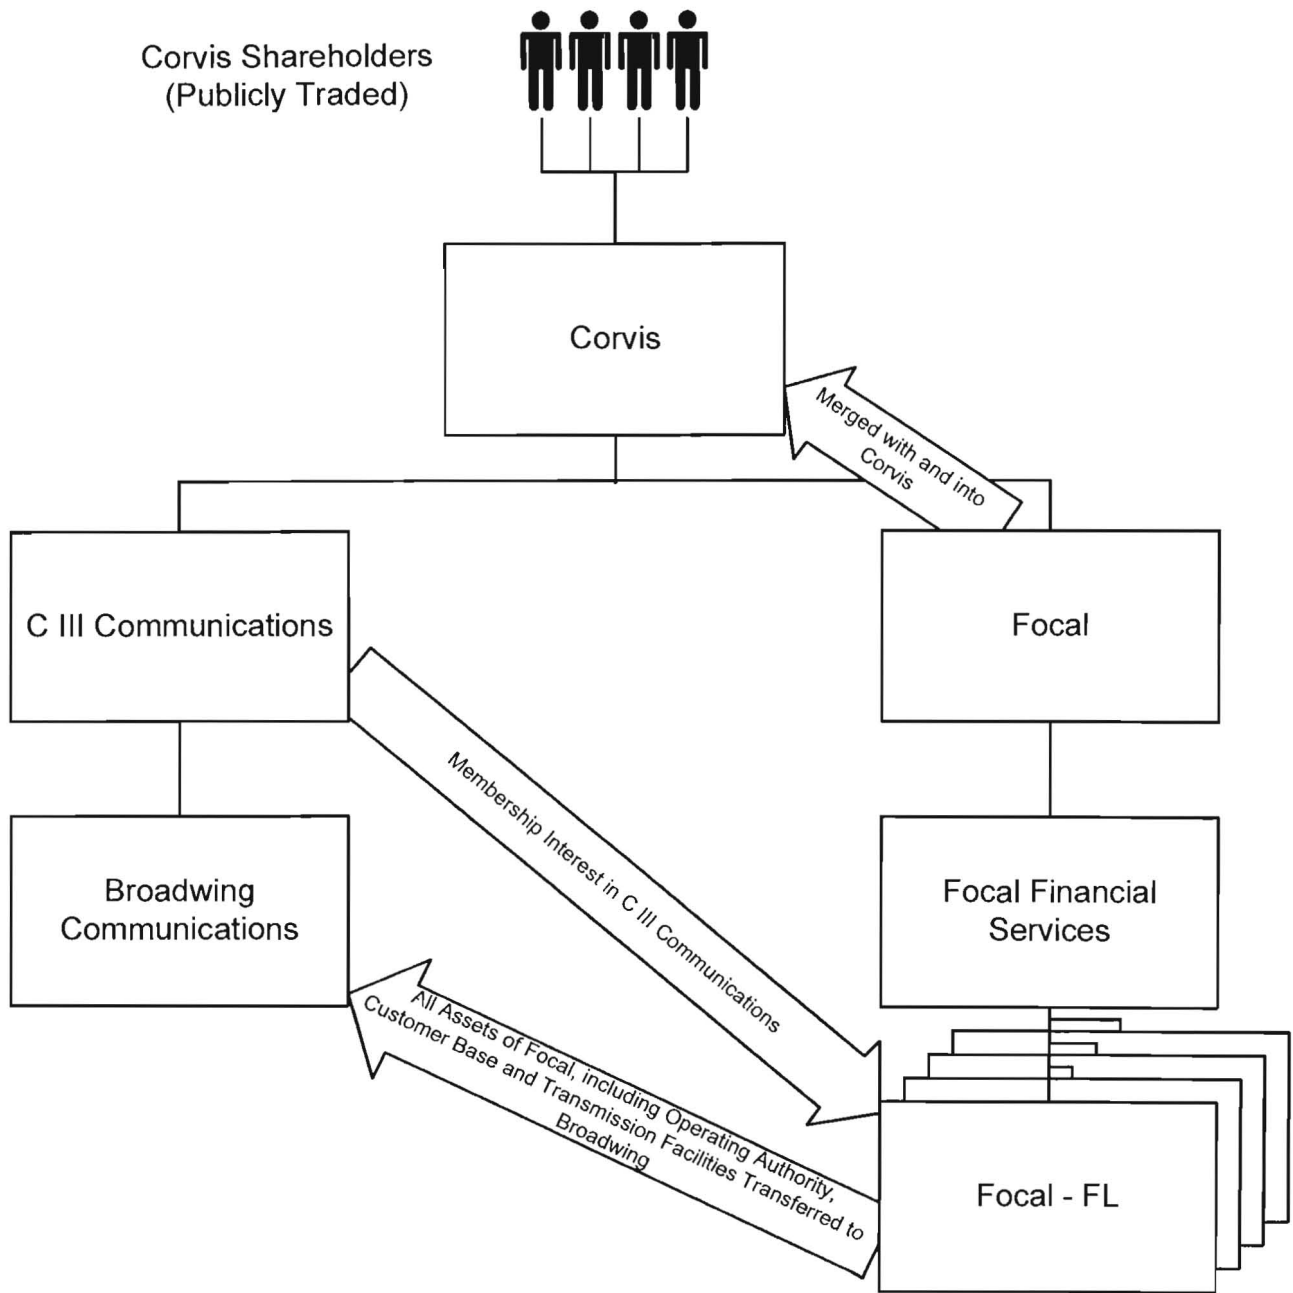 Corvis Shareholders
(Publicly Traded)
Corvis
Merged with and into
Corvis
C III Communications
Focal
Membership Interest in C III Communications
Broadwing
Communications
Focal Financial
Services
All Assets of Focal, including Operating Authority,
Customer Base and Transmission Facilities Transferred to
Broadwing
Focal - FL